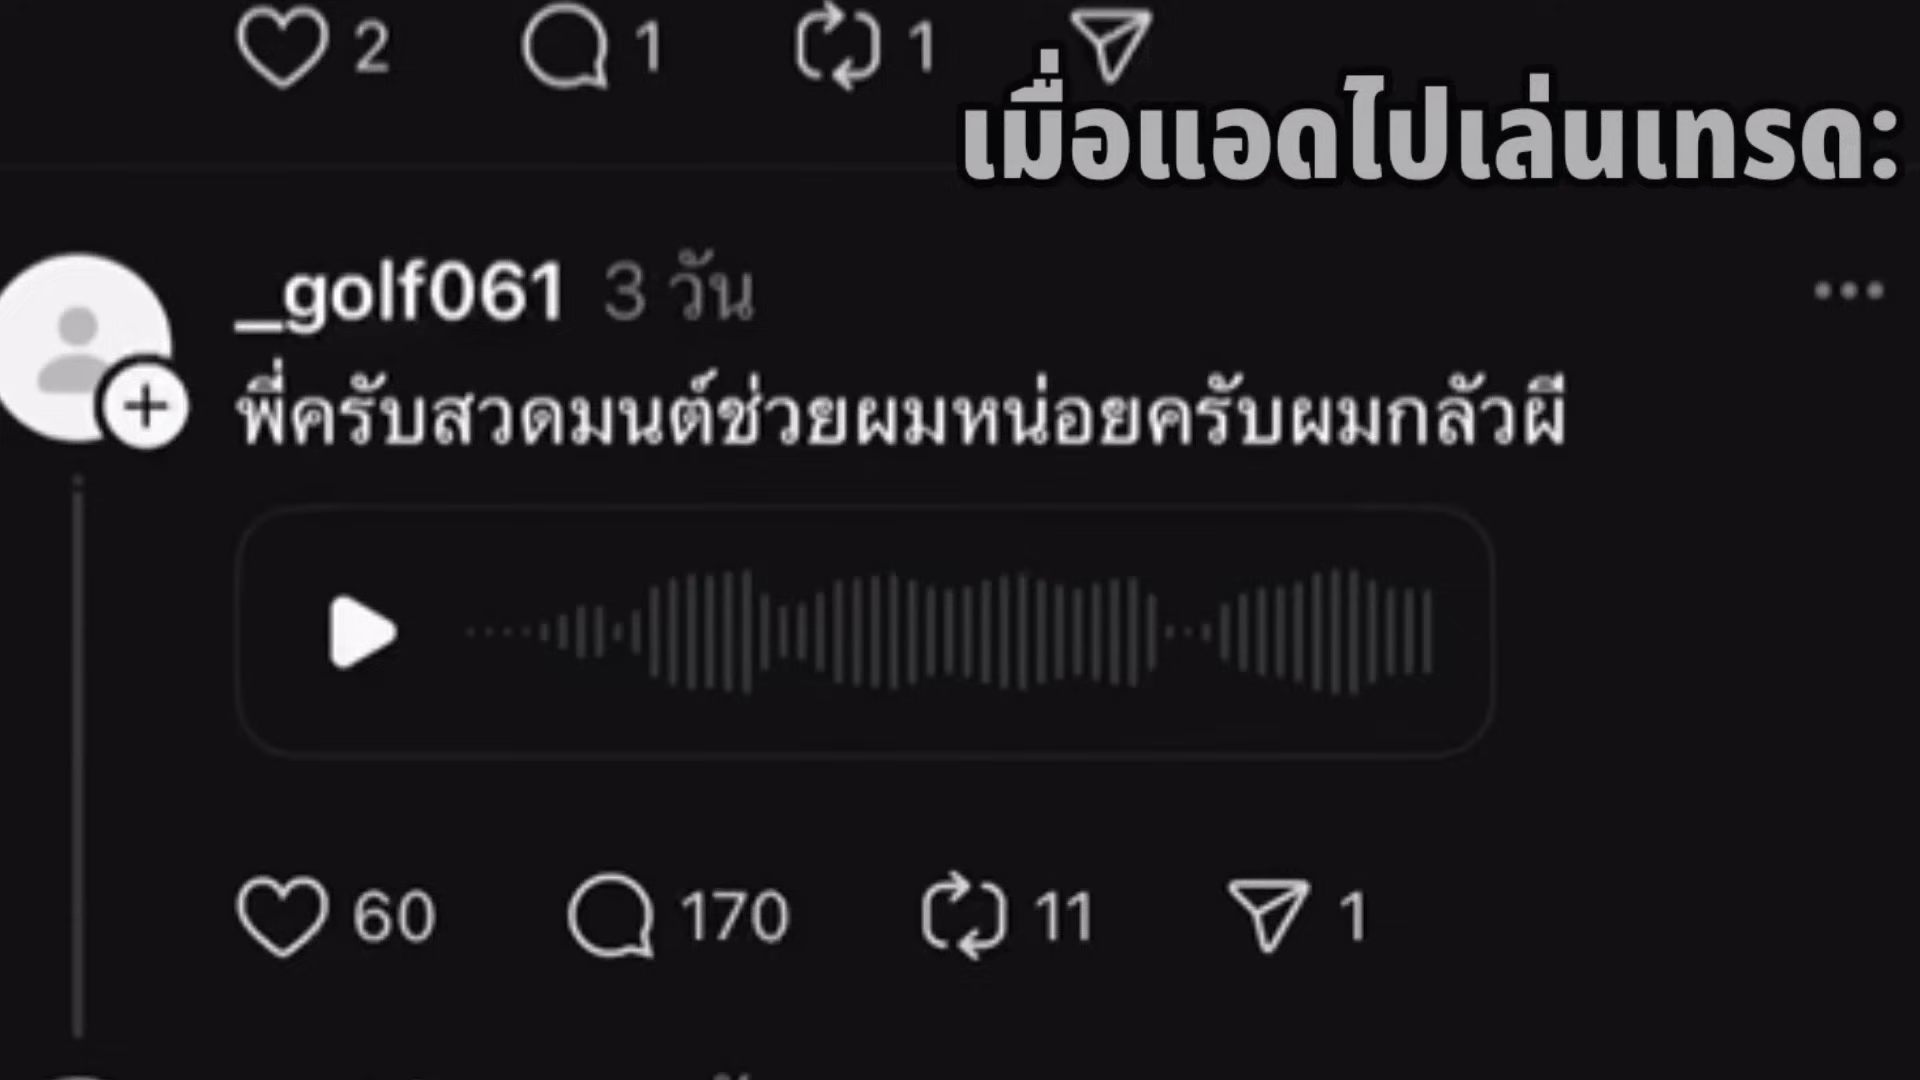 2 1 1
เมื่อแอดไปเล่นเทรด:
_golf061 3 วัน
พี่ครับสวดมนต์ช่วยผมหน่อยครับผมกลัวผี
60 170 11 1